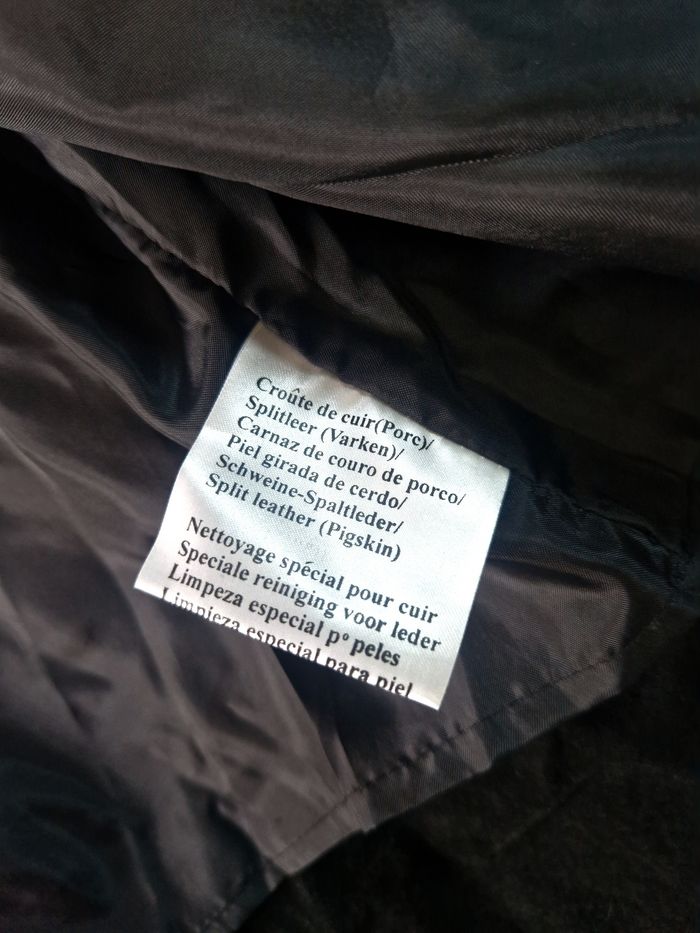 Croûte de cuir(Porc)/
Splitleer (Varken)/
Carnaz de couro de porco/
Piel girada de cerdo/
Schweine-Spaltleder/
Split leather (Pigskin)
Nettoyage spécial pour cuir
Speciale reiniging voor leder
Limpeza especial pº peles
Limpieza especial para piel